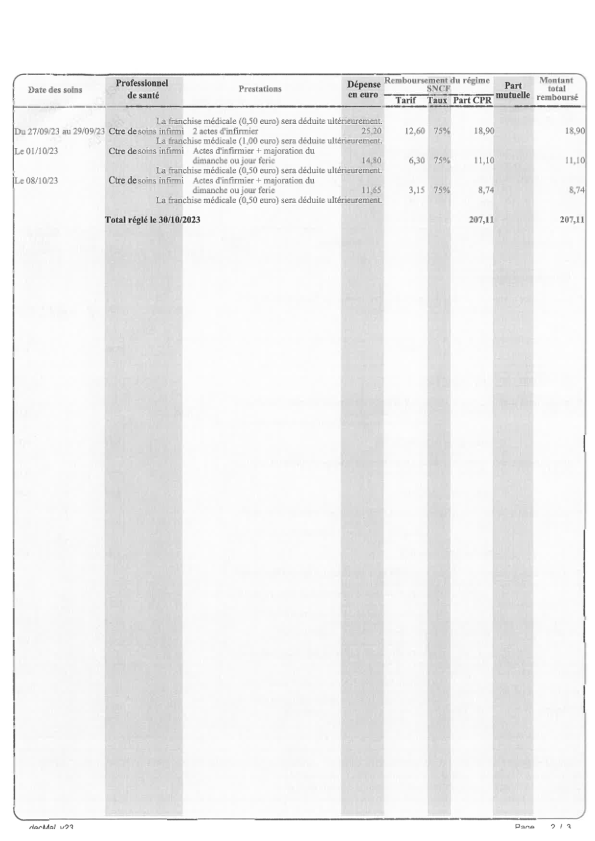 Date des soins Professionnel de santé Prestations Dépense en euro Remboursement du régime SNCF Part mutuelle Montant total remboursé
Tarif Taux Part CPR
La franchise médicale (0,50 euro) sera déduite ultérieurement.
Du 27/09/23 au 29/09/23 Ctre de soins infirmi 2 actes d'infirmier 25,20 12,60 75% 18,90 18,90
La franchise médicale (1,00 euro) sera déduite ultérieurement.
Le 01/10/23 Ctre de soins infirmi Actes d'infirmier + majoration du
dimanche ou jour ferie 14,80 6,30 75% 11,10 11,10
La franchise médicale (0,50 euro) sera déduite ultérieurement.
Le 08/10/23 Ctre de soins infirmi Actes d'infirmier + majoration du
dimanche ou jour ferie 11,65 3,15 75% 8,74 8,74
La franchise médicale (0,50 euro) sera déduite ultérieurement.
Total réglé le 30/10/2023 207,11 207,11
decMal_v23 Page 2 / 3